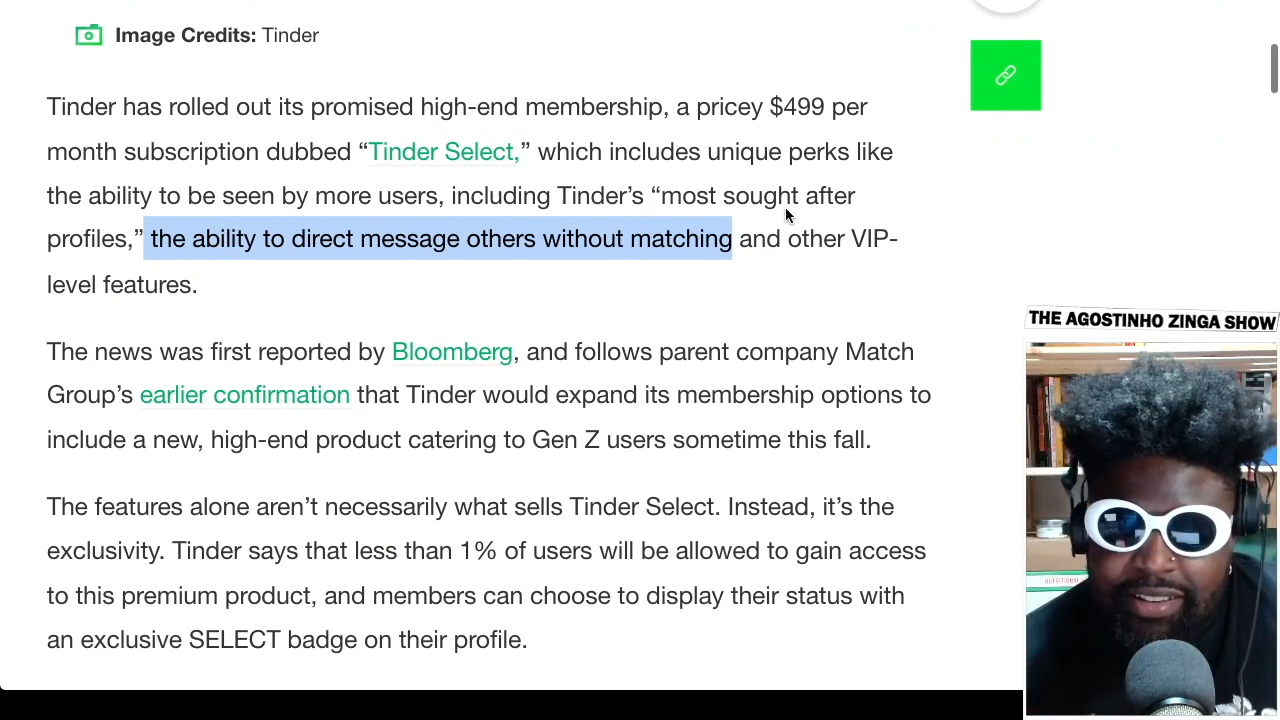 Image Credits: Tinder
Tinder has rolled out its promised high-end membership, a pricey $499 per
month subscription dubbed “Tinder Select,” which includes unique perks like
the ability to be seen by more users, including Tinder’s “most sought after
profiles,” the ability to direct message others without matching and other VIP-
level features.
The news was first reported by Bloomberg, and follows parent company Match
Group’s earlier confirmation that Tinder would expand its membership options to
include a new, high-end product catering to Gen Z users sometime this fall.
The features alone aren’t necessarily what sells Tinder Select. Instead, it’s the
exclusivity. Tinder says that less than 1% of users will be allowed to gain access
to this premium product, and members can choose to display their status with
an exclusive SELECT badge on their profile.
THE AGOSTINHO ZINGA SHOW